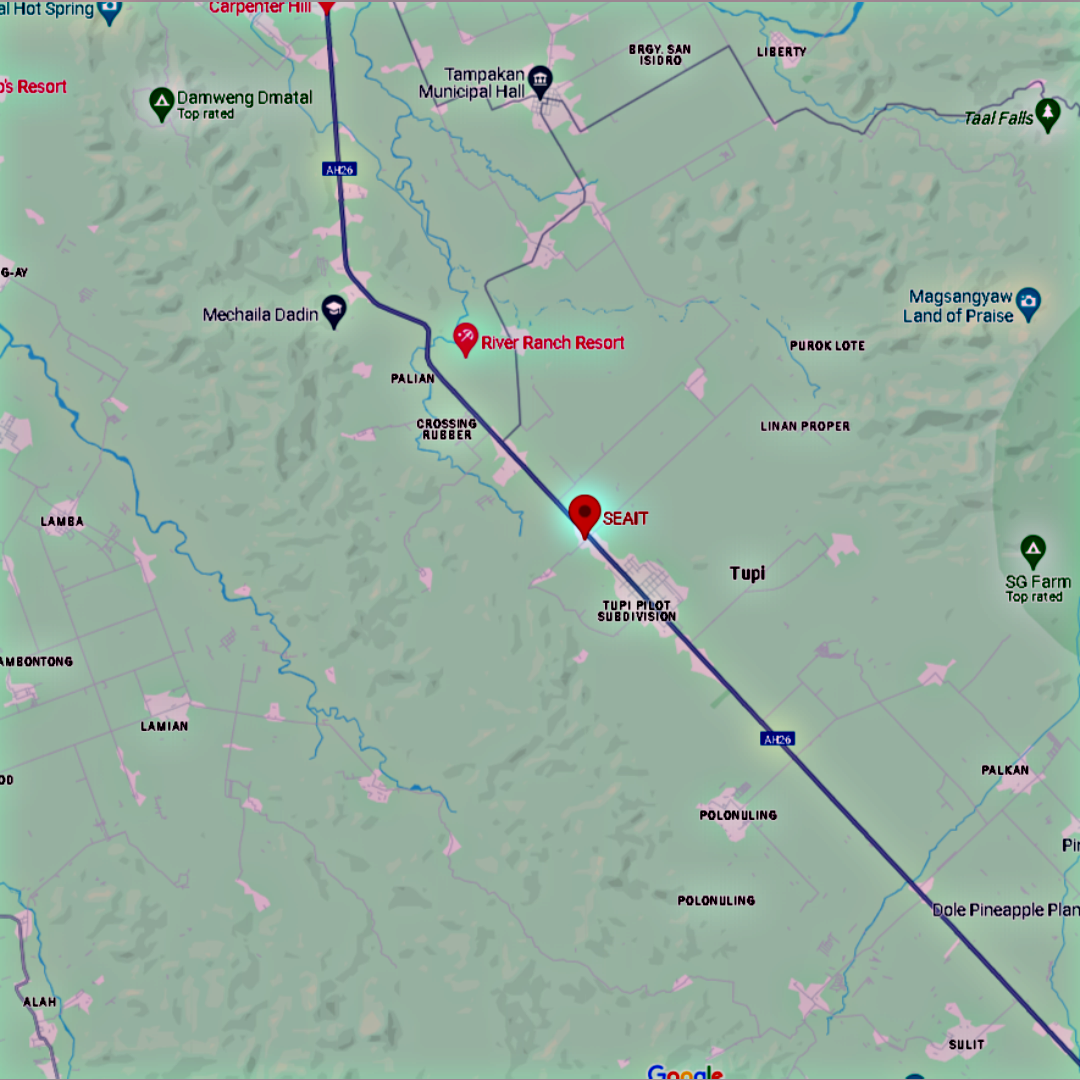 al Hot Spring
Carpenter Hill
BRGY. SAN
ISIDRO
LIBERTY
Tampakan
Municipal Hall
o's Resort
Damweng Dmatal
Top rated
Taal Falls
AH26
G-AY
Mechaila Dadin
Magsangyaw
Land of Praise
River Ranch Resort
PUROK LOTE
PALIAN
CROSSING
RUBBER
LINAN PROPER
LAMBA
SEAIT
Tupi
SG Farm
Top rated
TUPI PILOT
SUBDIVISION
AMBONTONG
LAMIAN
AH26
OD
PALKAN
POLONULING
Pi
POLONULING
Dole Pineapple Plan
ALAH
SULIT
Google